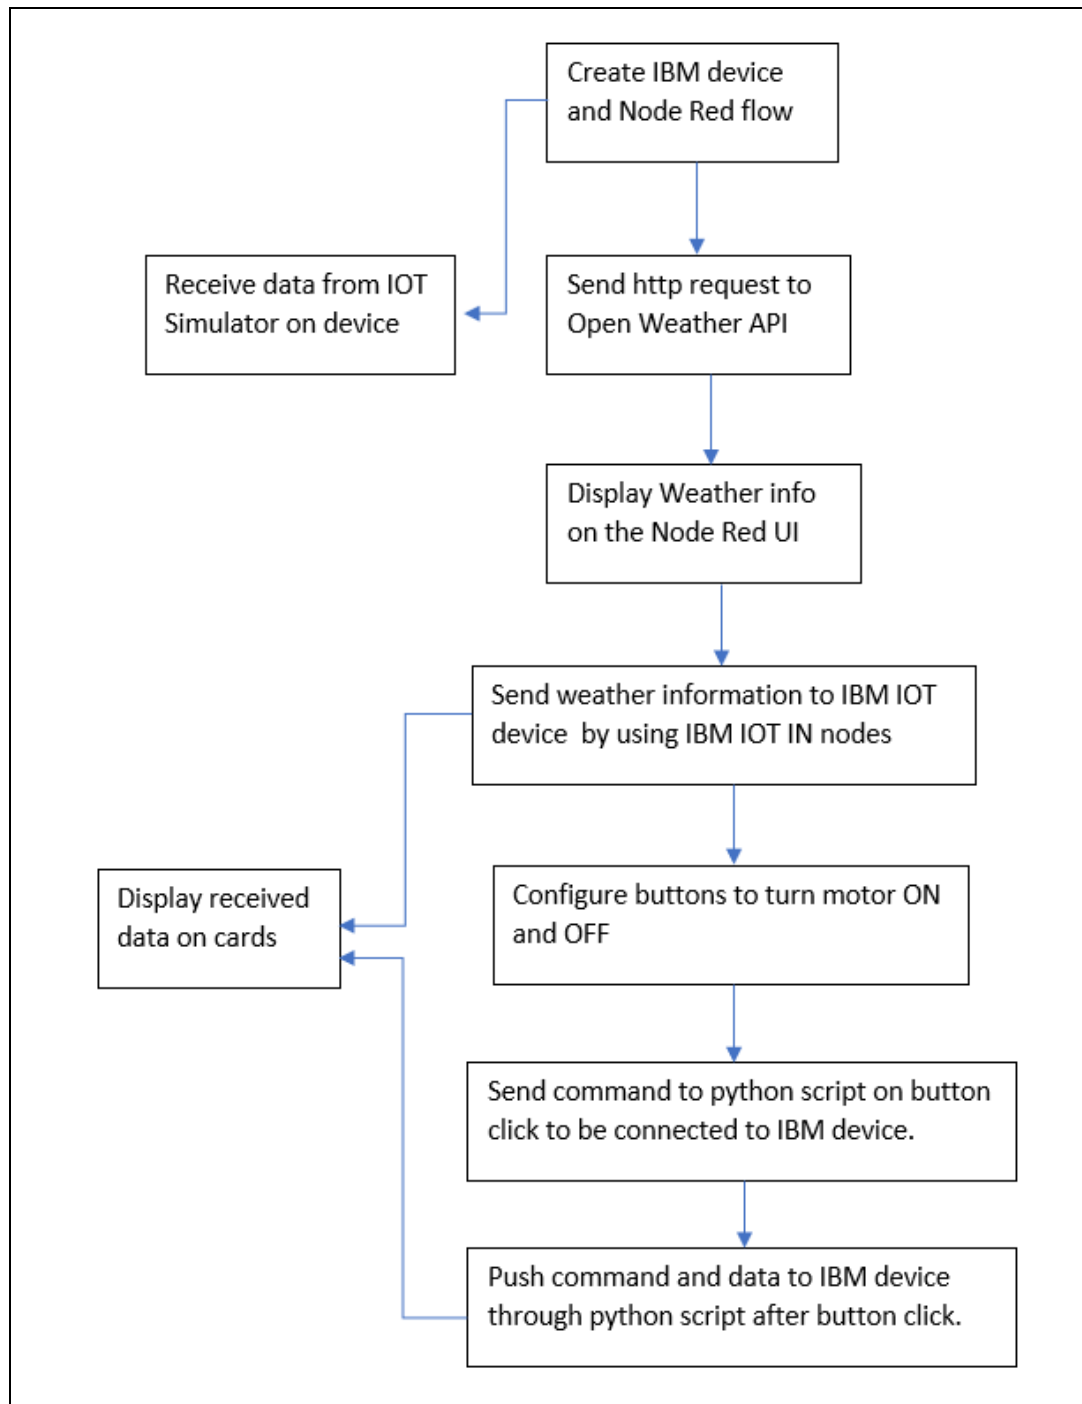 Create IBM device
and Node Red flow
Receive data from IOT
Simulator on device
Send http request to
Open Weather API
Display Weather info
on the Node Red UI
Send weather information to IBM IOT
device  by using IBM IOT IN nodes
Display received
data on cards
Configure buttons to turn motor ON
and OFF
Send command to python script on button
click to be connected to IBM device.
Push command and data to IBM device
through python script after button click.